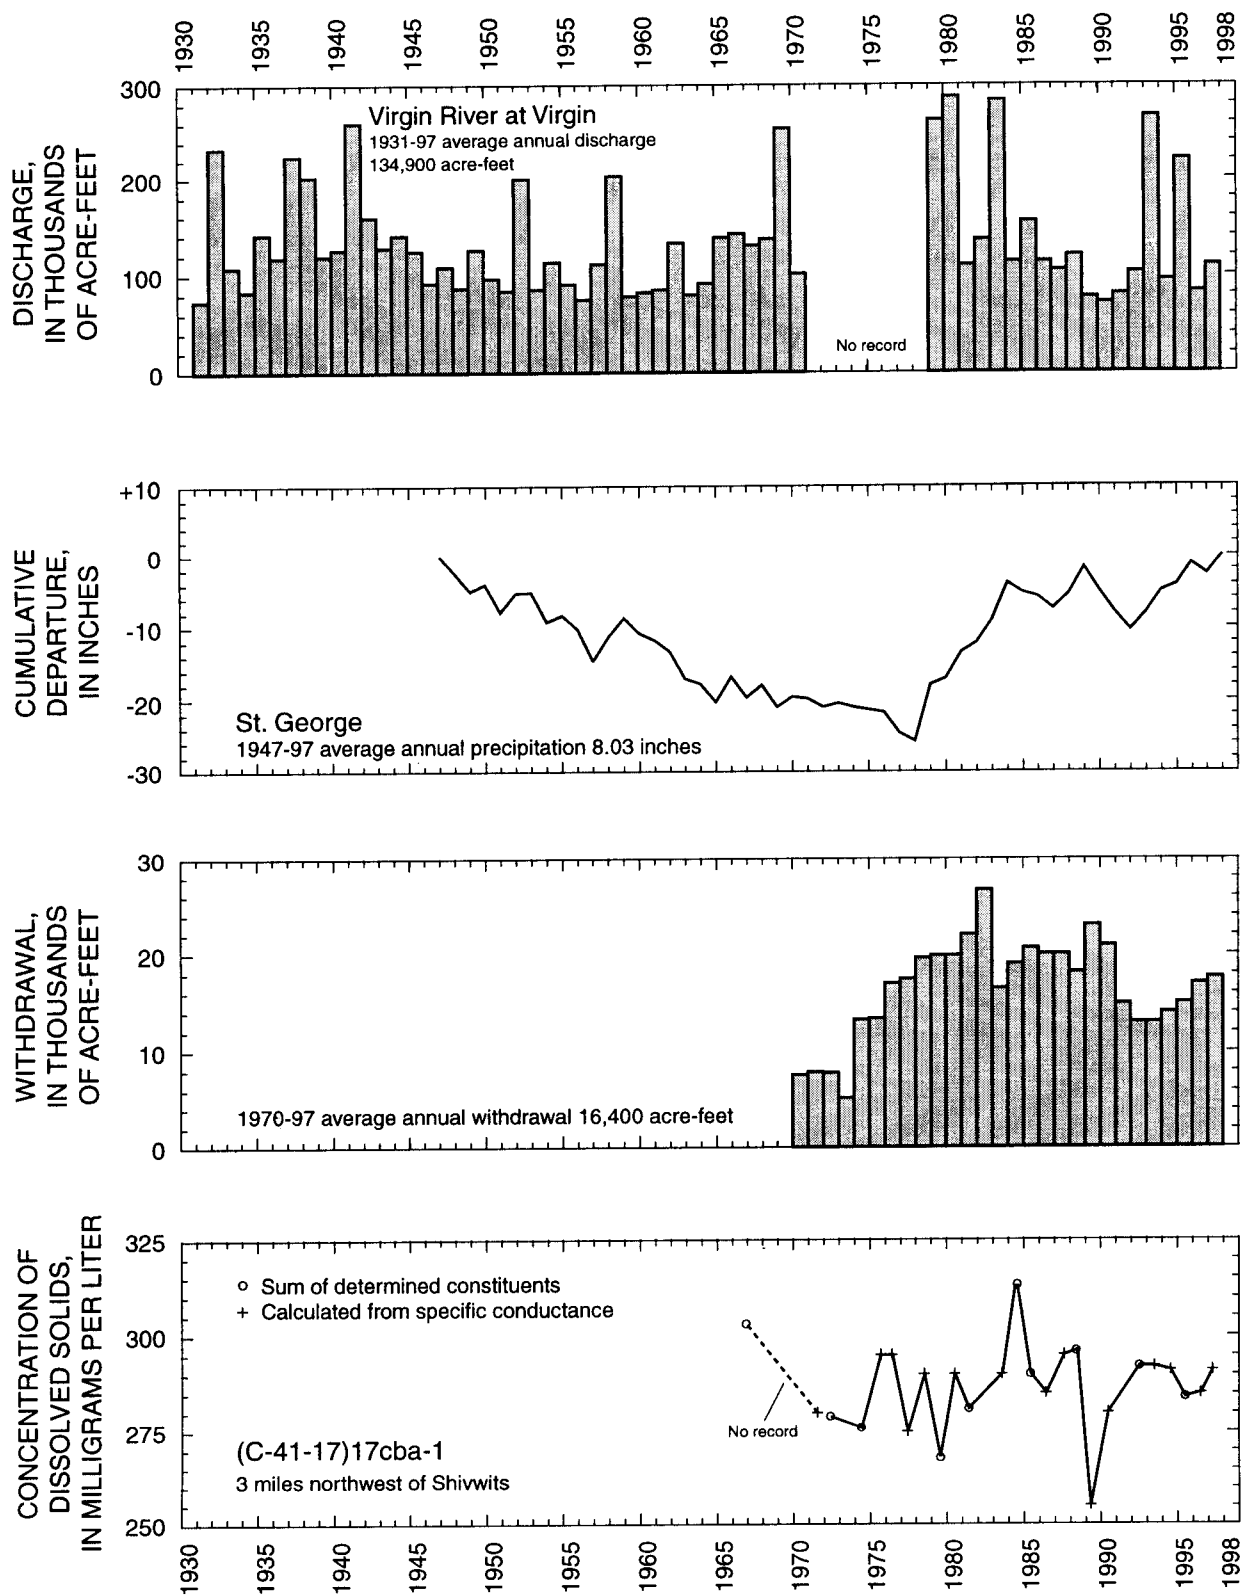 1930 1935 1940 1945 1950 1955 1960 1965 1970 1975 1980 1985 1990 1995 1998
DISCHARGE,
IN THOUSANDS
OF ACRE-FEET
300
200
100
0
Virgin River at Virgin
1931-97 average annual discharge
134,900 acre-feet
No record
CUMULATIVE
DEPARTURE,
IN INCHES
+10
0
-10
-20
-30
St. George
1947-97 average annual precipitation 8.03 inches
WITHDRAWAL,
IN THOUSANDS
OF ACRE-FEET
30
20
10
0
1970-97 average annual withdrawal 16,400 acre-feet
CONCENTRATION OF
DISSOLVED SOLIDS,
IN MILLIGRAMS PER LITER
325
300
275
250
Sum of determined constituents
+ Calculated from specific conductance
No record
(C-41-17)17cba-1
3 miles northwest of Shivwits
1930 1935 1940 1945 1950 1955 1960 1965 1970 1975 1980 1985 1990 1995 1998